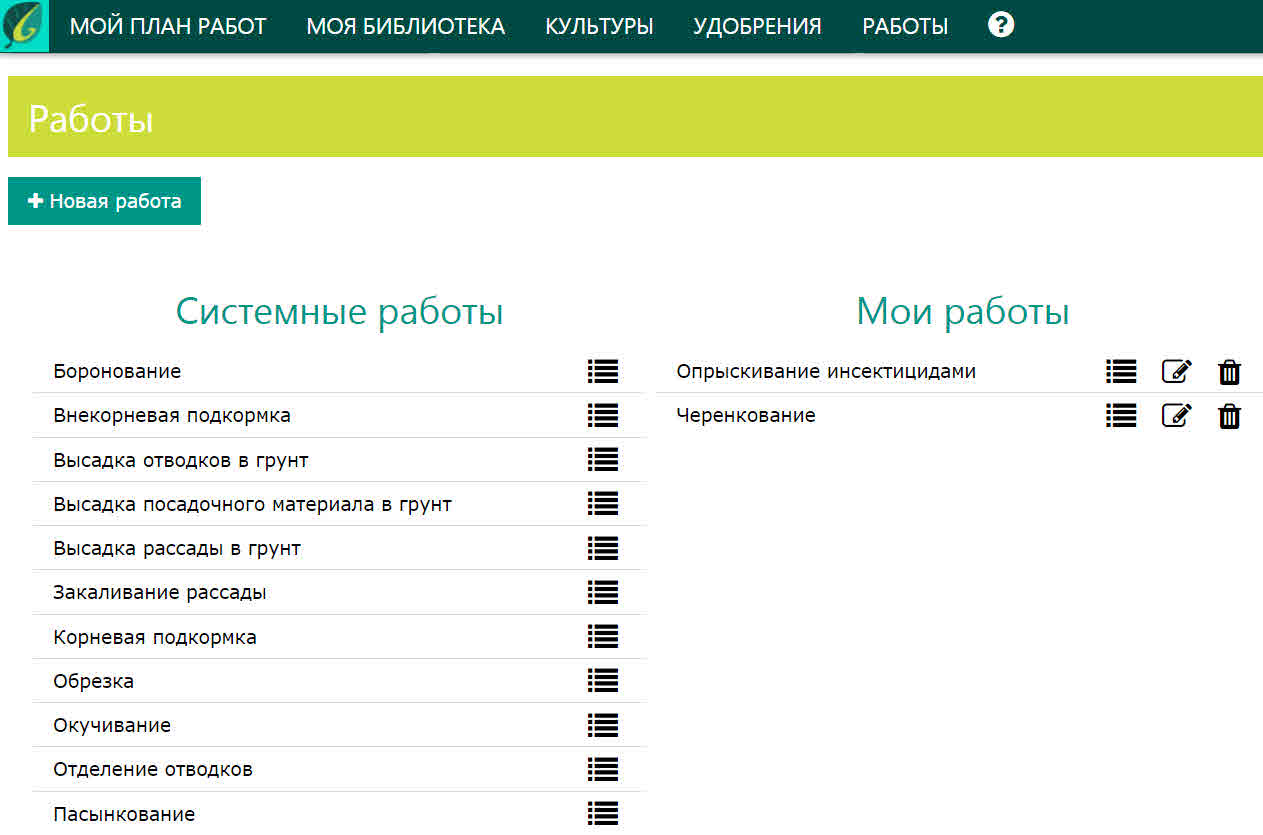 МОЙ ПЛАН РАБОТ МОЯ БИБЛИОТЕКА КУЛЬТУРЫ УДОБРЕНИЯ РАБОТЫ ?
Работы
+ Новая работа
Системные работы
Боронование
Внекорневая подкормка
Высадка отводков в грунт
Высадка посадочного материала в грунт
Высадка рассады в грунт
Закаливание рассады
Корневая подкормка
Обрезка
Окучивание
Отделение отводков
Пасынкование
Мои работы
Опрыскивание инсектицидами
Черенкование